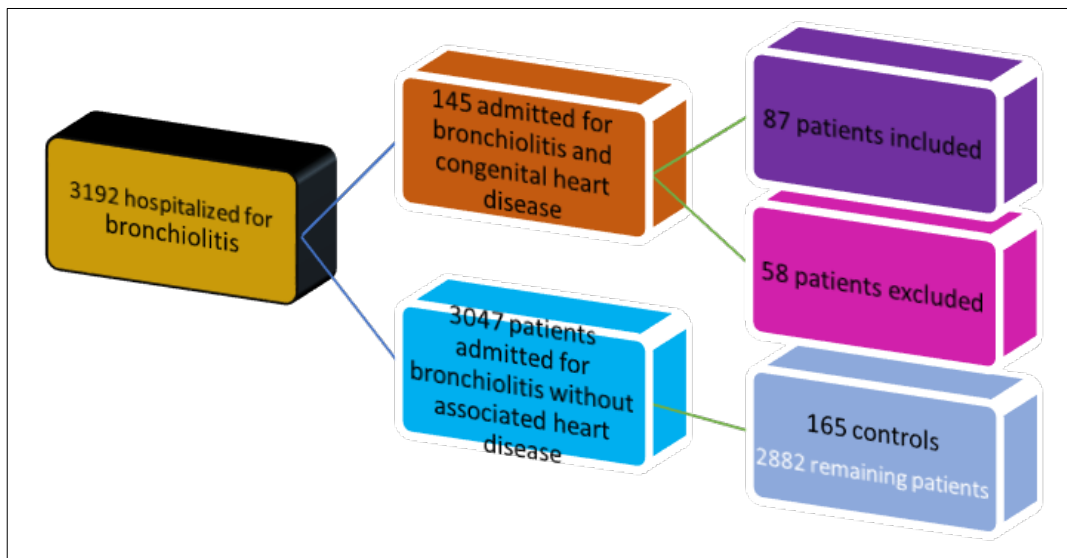 3192 hospitalized for
bronchiolitis
145 admitted for
bronchiolitis and
congenital heart
disease
3047 patients
admitted for
bronchiolitis without
associated heart
disease
87 patients included
58 patients excluded
165 controls
2882 remaining patients